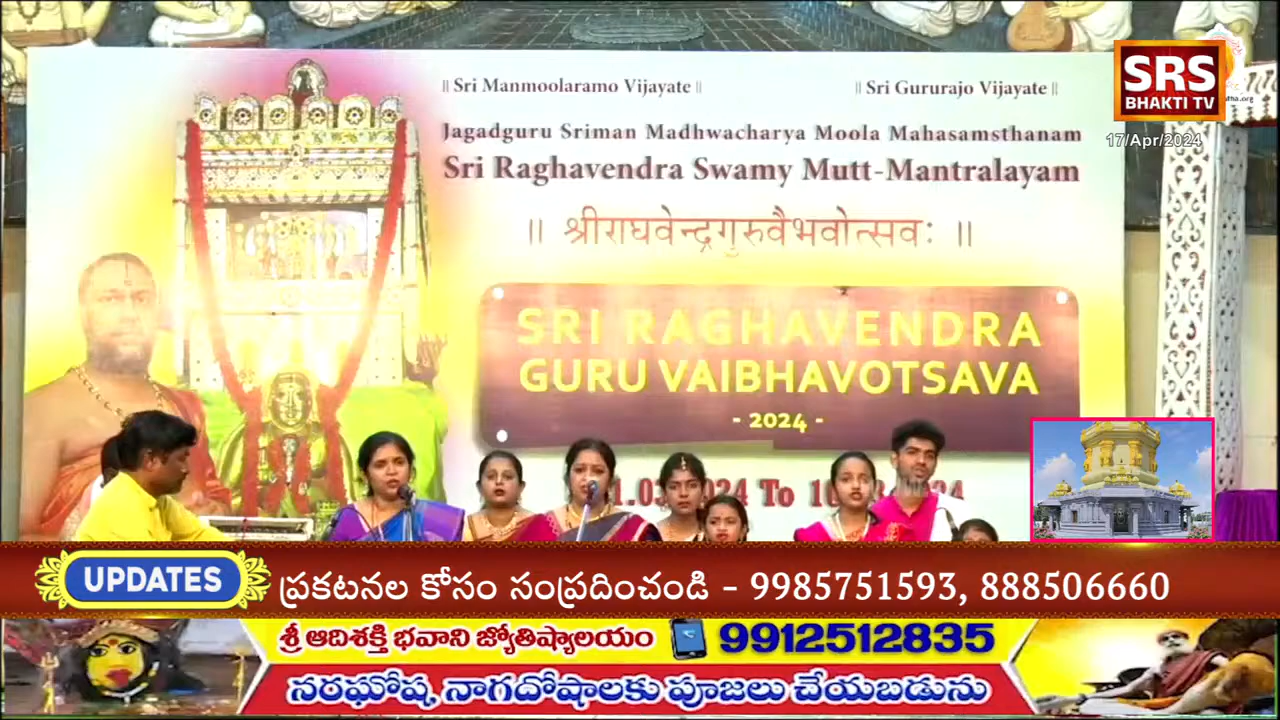 || Sri Manmoolaramo Vijayate ||
|| Sri Gururajo Vijayate ||
Jagadguru Sriman Madhwacharya Moola Mahasamsthanam
Sri Raghavendra Swamy Mutt-Mantralayam
॥ श्रीराघवेन्द्रगुरुवैभवोत्सवः ॥
SRI RAGHAVENDRA
GURU VAIBHAVOTSAVA
- 2024 -
To
SRS
BHAKTI TV
17/Apr/2024
UPDATES
ప్రకటనల కోసం సంప్రదించండి - 9985751593, 888506660
శ్రీ ఆదిశక్తి భవాని జ్యోతిష్యాలయం 9912512835
నరఘోష, నాగదోషాలకు పూజలు చేయబడును